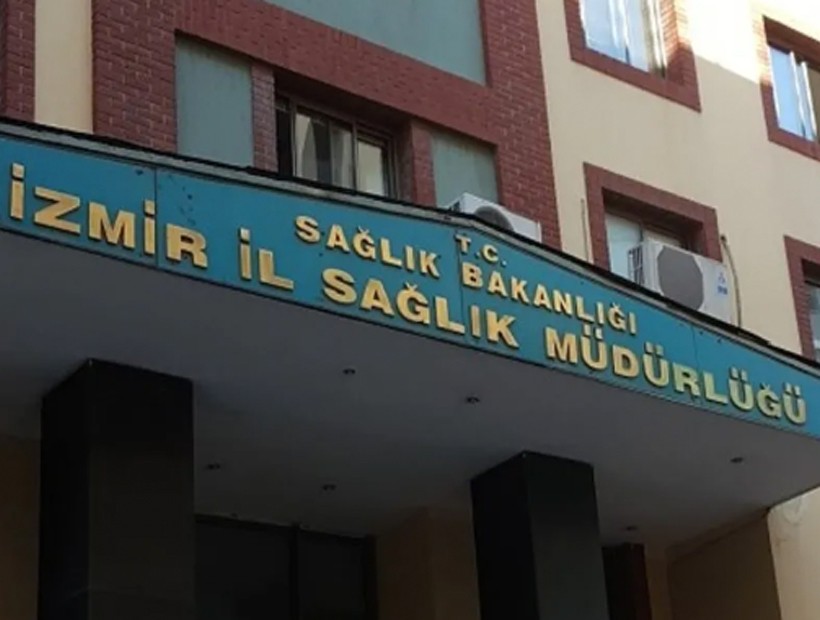 T.C.
SAĞLIK BAKANLIĞI
İZMİR İL SAĞLIK MÜDÜRLÜĞÜ